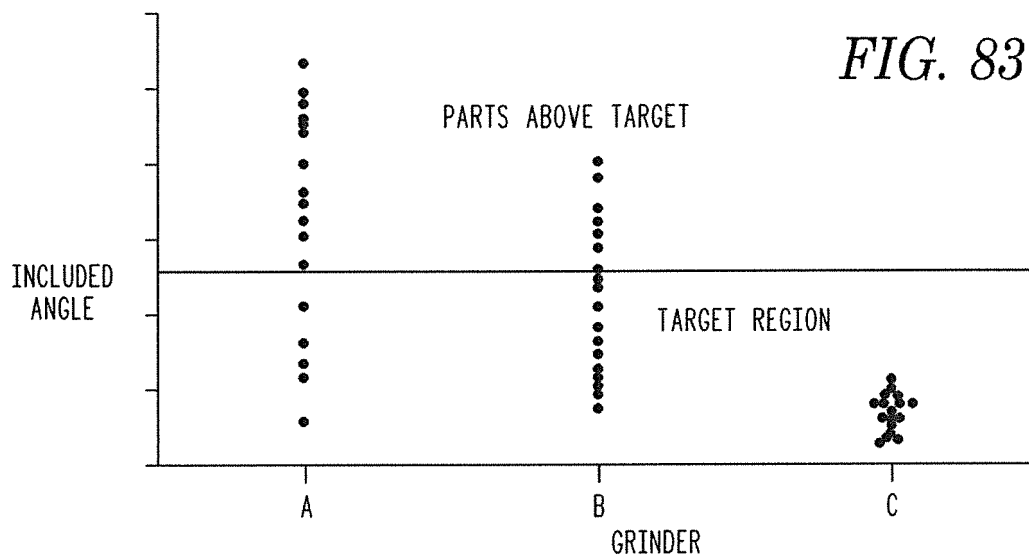 FIG. 83
PARTS ABOVE TARGET
INCLUDED
ANGLE
TARGET REGION
A
B
C
GRINDER